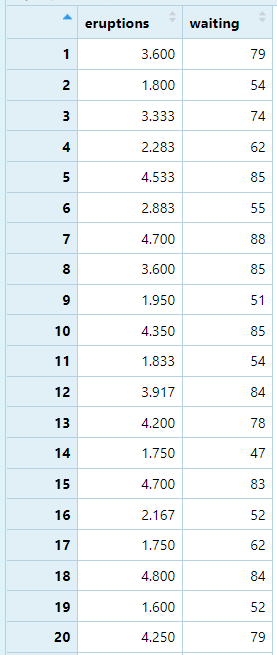 eruptions waiting
1 3.600 79
2 1.800 54
3 3.333 74
4 2.283 62
5 4.533 85
6 2.883 55
7 4.700 88
8 3.600 85
9 1.950 51
10 4.350 85
11 1.833 54
12 3.917 84
13 4.200 78
14 1.750 47
15 4.700 83
16 2.167 52
17 1.750 62
18 4.800 84
19 1.600 52
20 4.250 79